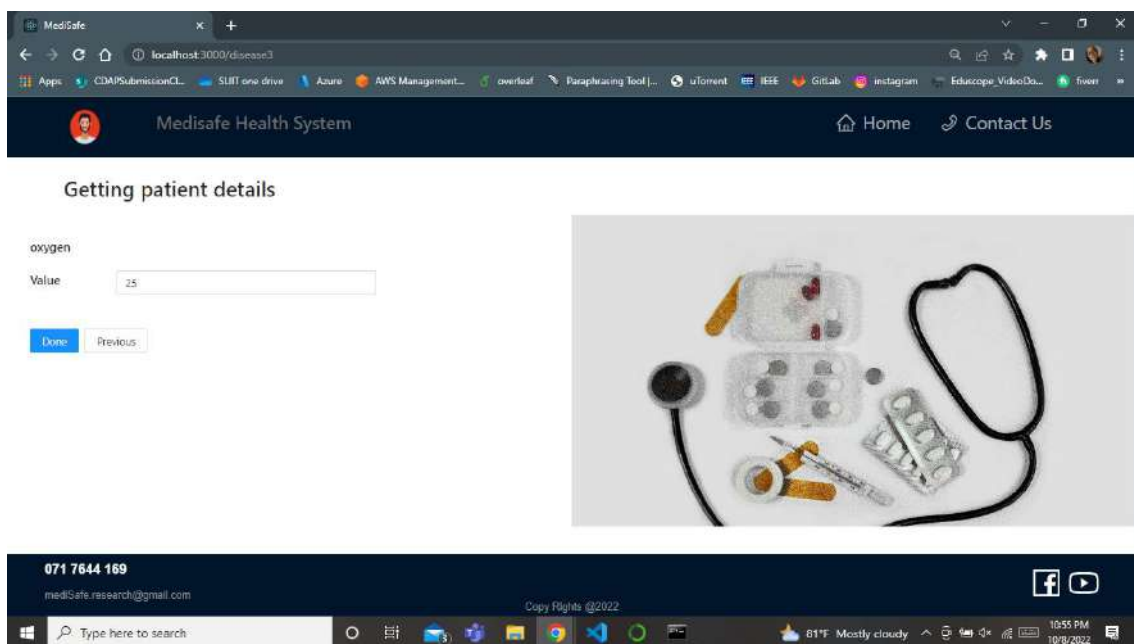 MediSafe
localhost:3000/disease3
Apps CDAPSubmissionCL... SLIIT one drive Azure AWS Management... overleaf Paraphrasing Tool |... uTorrent IEEE GitLab instagram Eduscope_VideoDo... fiverr »
Medisafe Health System Home Contact Us
Getting patient details
oxygen
Value 25
Done Previous
071 7644 169
mediSafe.research@gmail.com
Copy Rights @2022
Type here to search 81°F Mostly cloudy 10:55 PM
10/8/2022